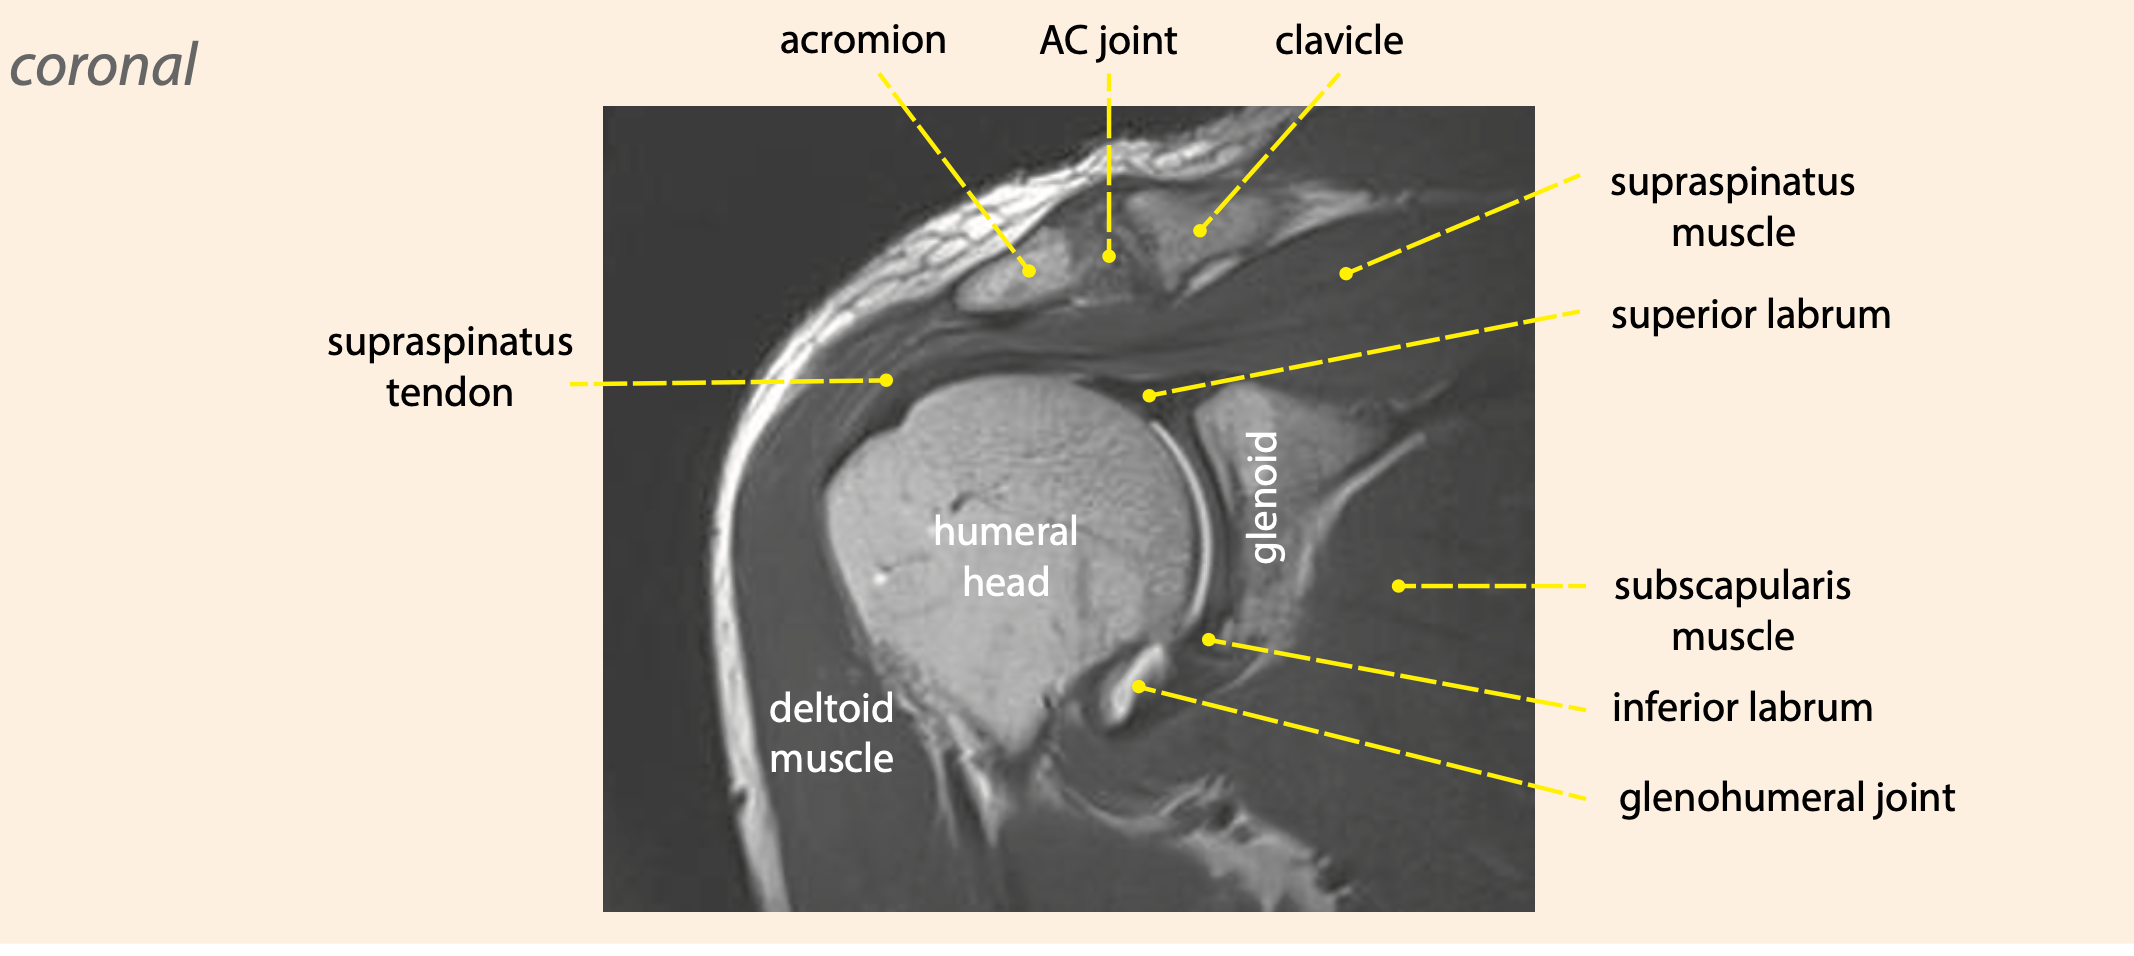 coronal
acromion
AC joint
clavicle
supraspinatus
muscle
superior labrum
supraspinatus
tendon
glenoid
humeral
head
subscapularis
muscle
deltoid
muscle
inferior labrum
glenohumeral joint